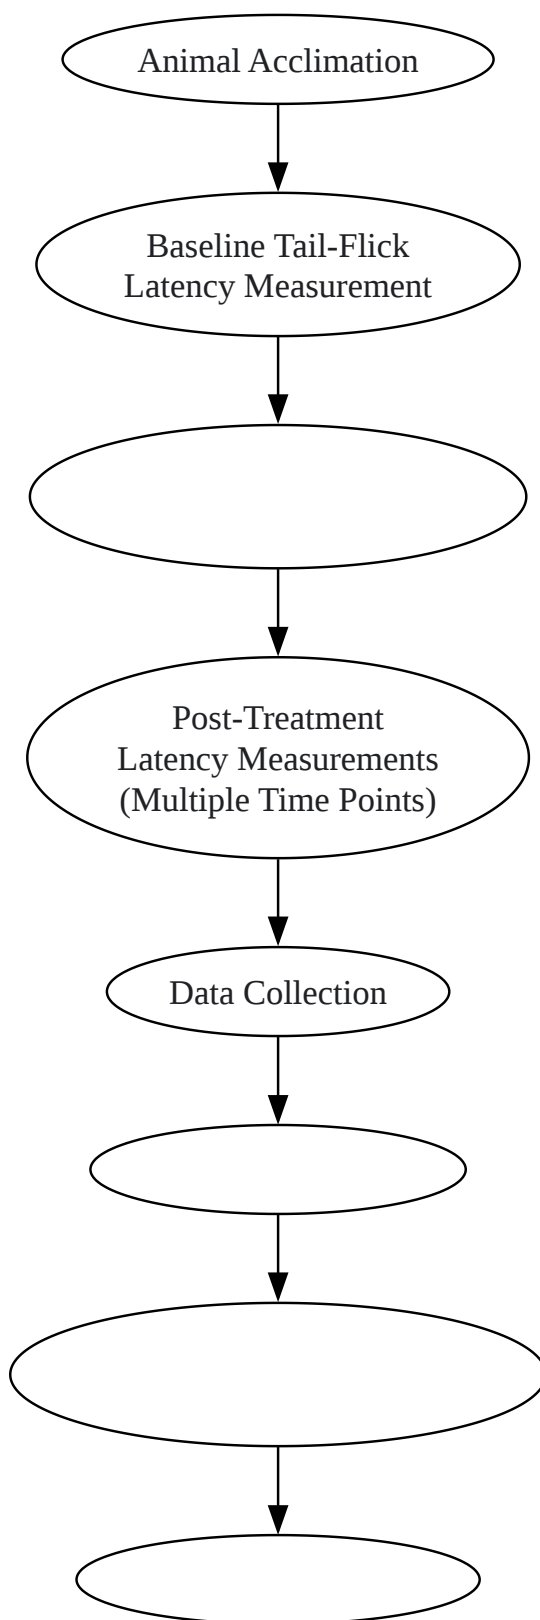 Animal Acclimation
Baseline Tail-Flick
Latency Measurement
Post-Treatment
Latency Measurements
(Multiple Time Points)
Data Collection